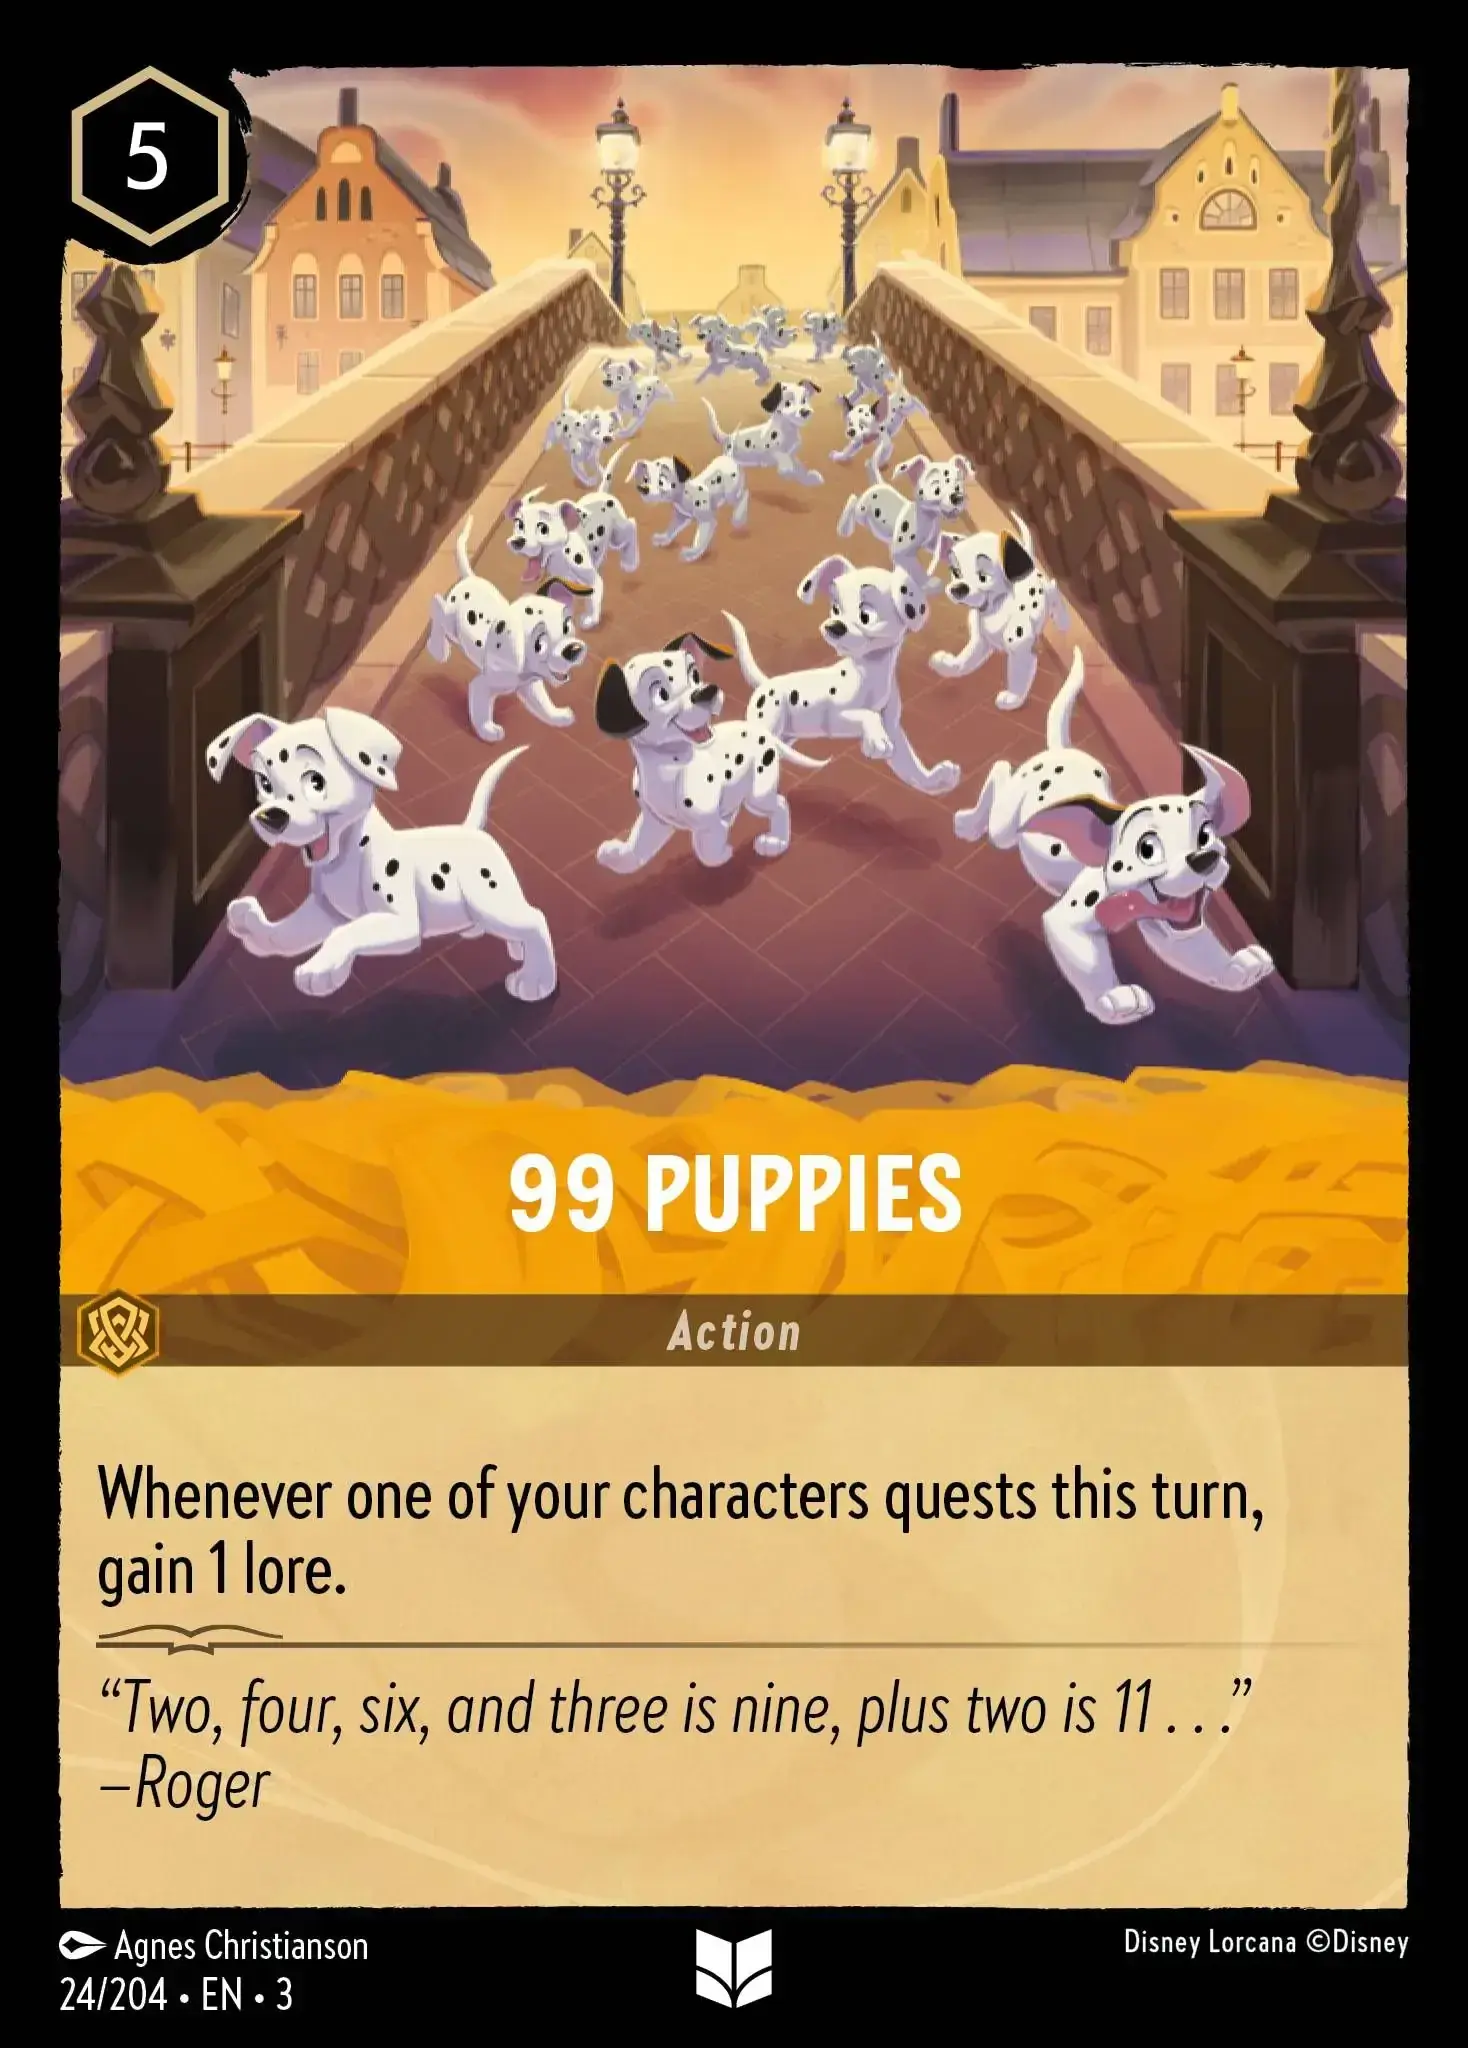 5
99 PUPPIES
Action
Whenever one of your characters quests this turn,
gain 1 lore.
“Two, four, six, and three is nine, plus two is 11 . . .”
–Roger
Agnes Christianson
Disney Lorcana ©Disney
24/204 • EN • 3